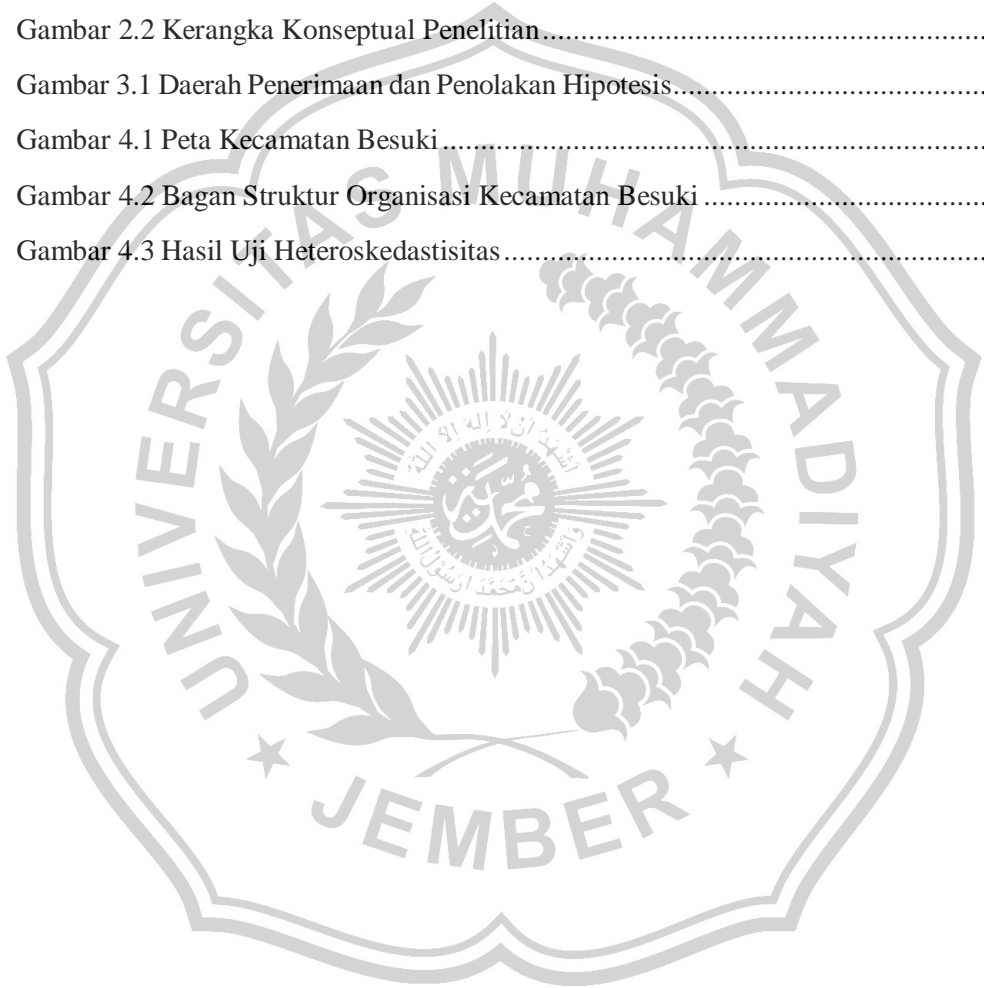 Gambar 2.2 Kerangka Konseptual Penelitian........................................................
Gambar 3.1 Daerah Penerimaan dan Penolakan Hipotesis........................................
Gambar 4.1 Peta Kecamatan Besuki......................................................................
Gambar 4.2 Bagan Struktur Organisasi Kecamatan Besuki ....................................
Gambar 4.3 Hasil Uji Heteroskedastisitas..............................................................
UNIVERSITAS MUHAMMADIYAH
JEMBER